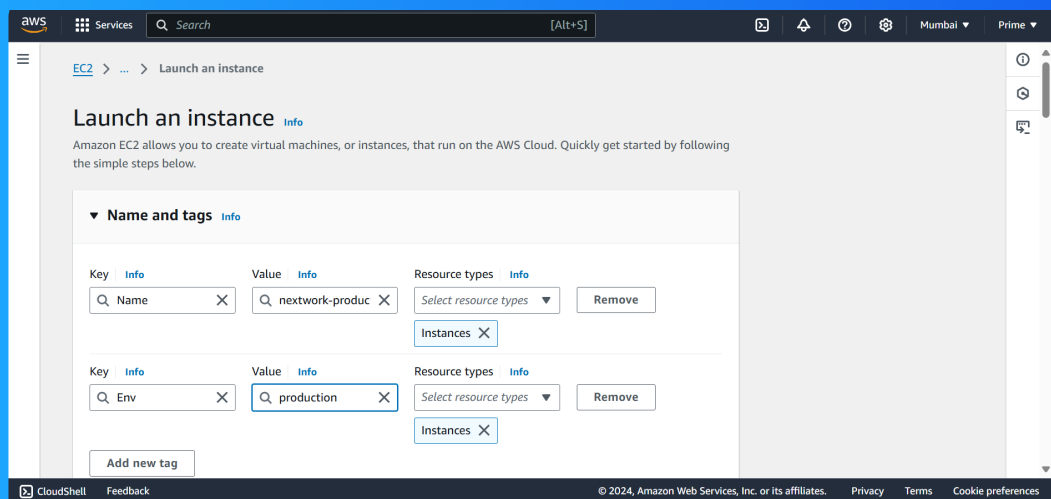 aws
Services
Search [Alt+S]
Mumbai ▼
Prime ▼
EC2 > ... > Launch an instance
Launch an instance Info
Amazon EC2 allows you to create virtual machines, or instances, that run on the AWS Cloud. Quickly get started by following
the simple steps below.
▼ Name and tags Info
Key Info Value Info Resource types Info
Name nextwork-produc Select resource types Remove
Instances
Key Info Value Info Resource types Info
Env production Select resource types Remove
Instances
Add new tag
CloudShell Feedback © 2024, Amazon Web Services, Inc. or its affiliates. Privacy Terms Cookie preferences